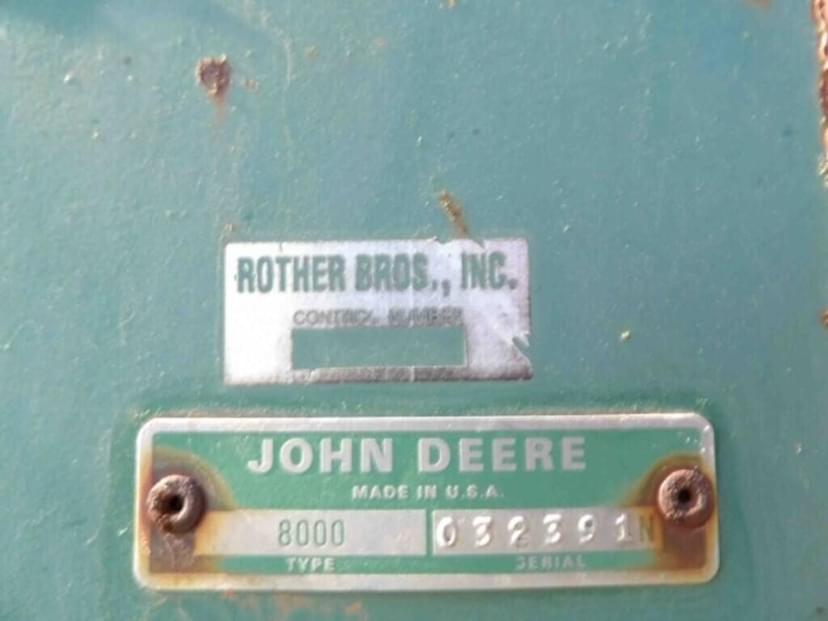 ROTHER BROS., INC.
CONTROL NUMBER
JOHN DEERE
MADE IN U.S.A.
8000 032391N
TYPE SERIAL